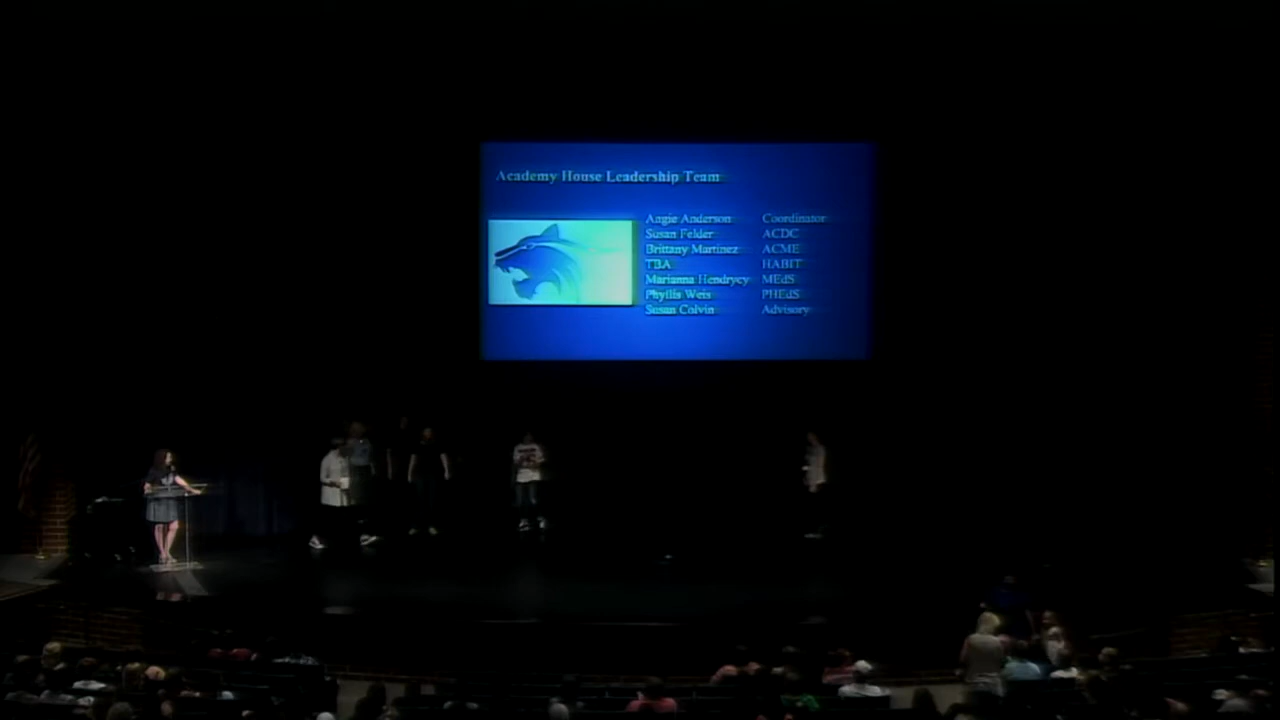 Academy House Leadership Team
Angie Anderson Coordinator
Susan Felder ACDC
Brittany Martinez ACME
TBA HABIT
Marianna Hendrycy MEdS
Phyllis Weis PHEdS
Susan Colvin Advisory